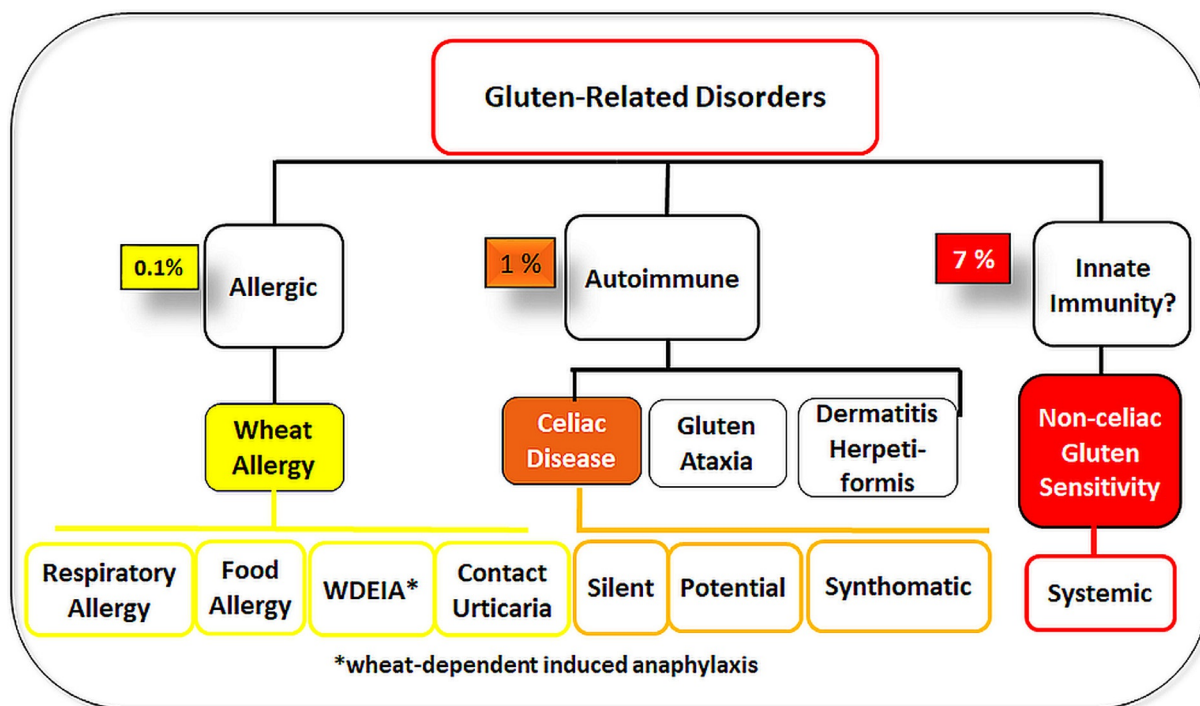 Gluten-Related Disorders
0.1%
Allergic
1 %
Autoimmune
7 %
Innate
Immunity?
Wheat
Allergy
Celiac
Disease
Gluten
Ataxia
Dermatitis
Herpeti-
formis
Non-celiac
Gluten
Sensitivity
Respiratory
Allergy
Food
Allergy
WDEIA*
Contact
Urticaria
Silent
Potential
Synthomatic
Systemic
*wheat-dependent induced anaphylaxis